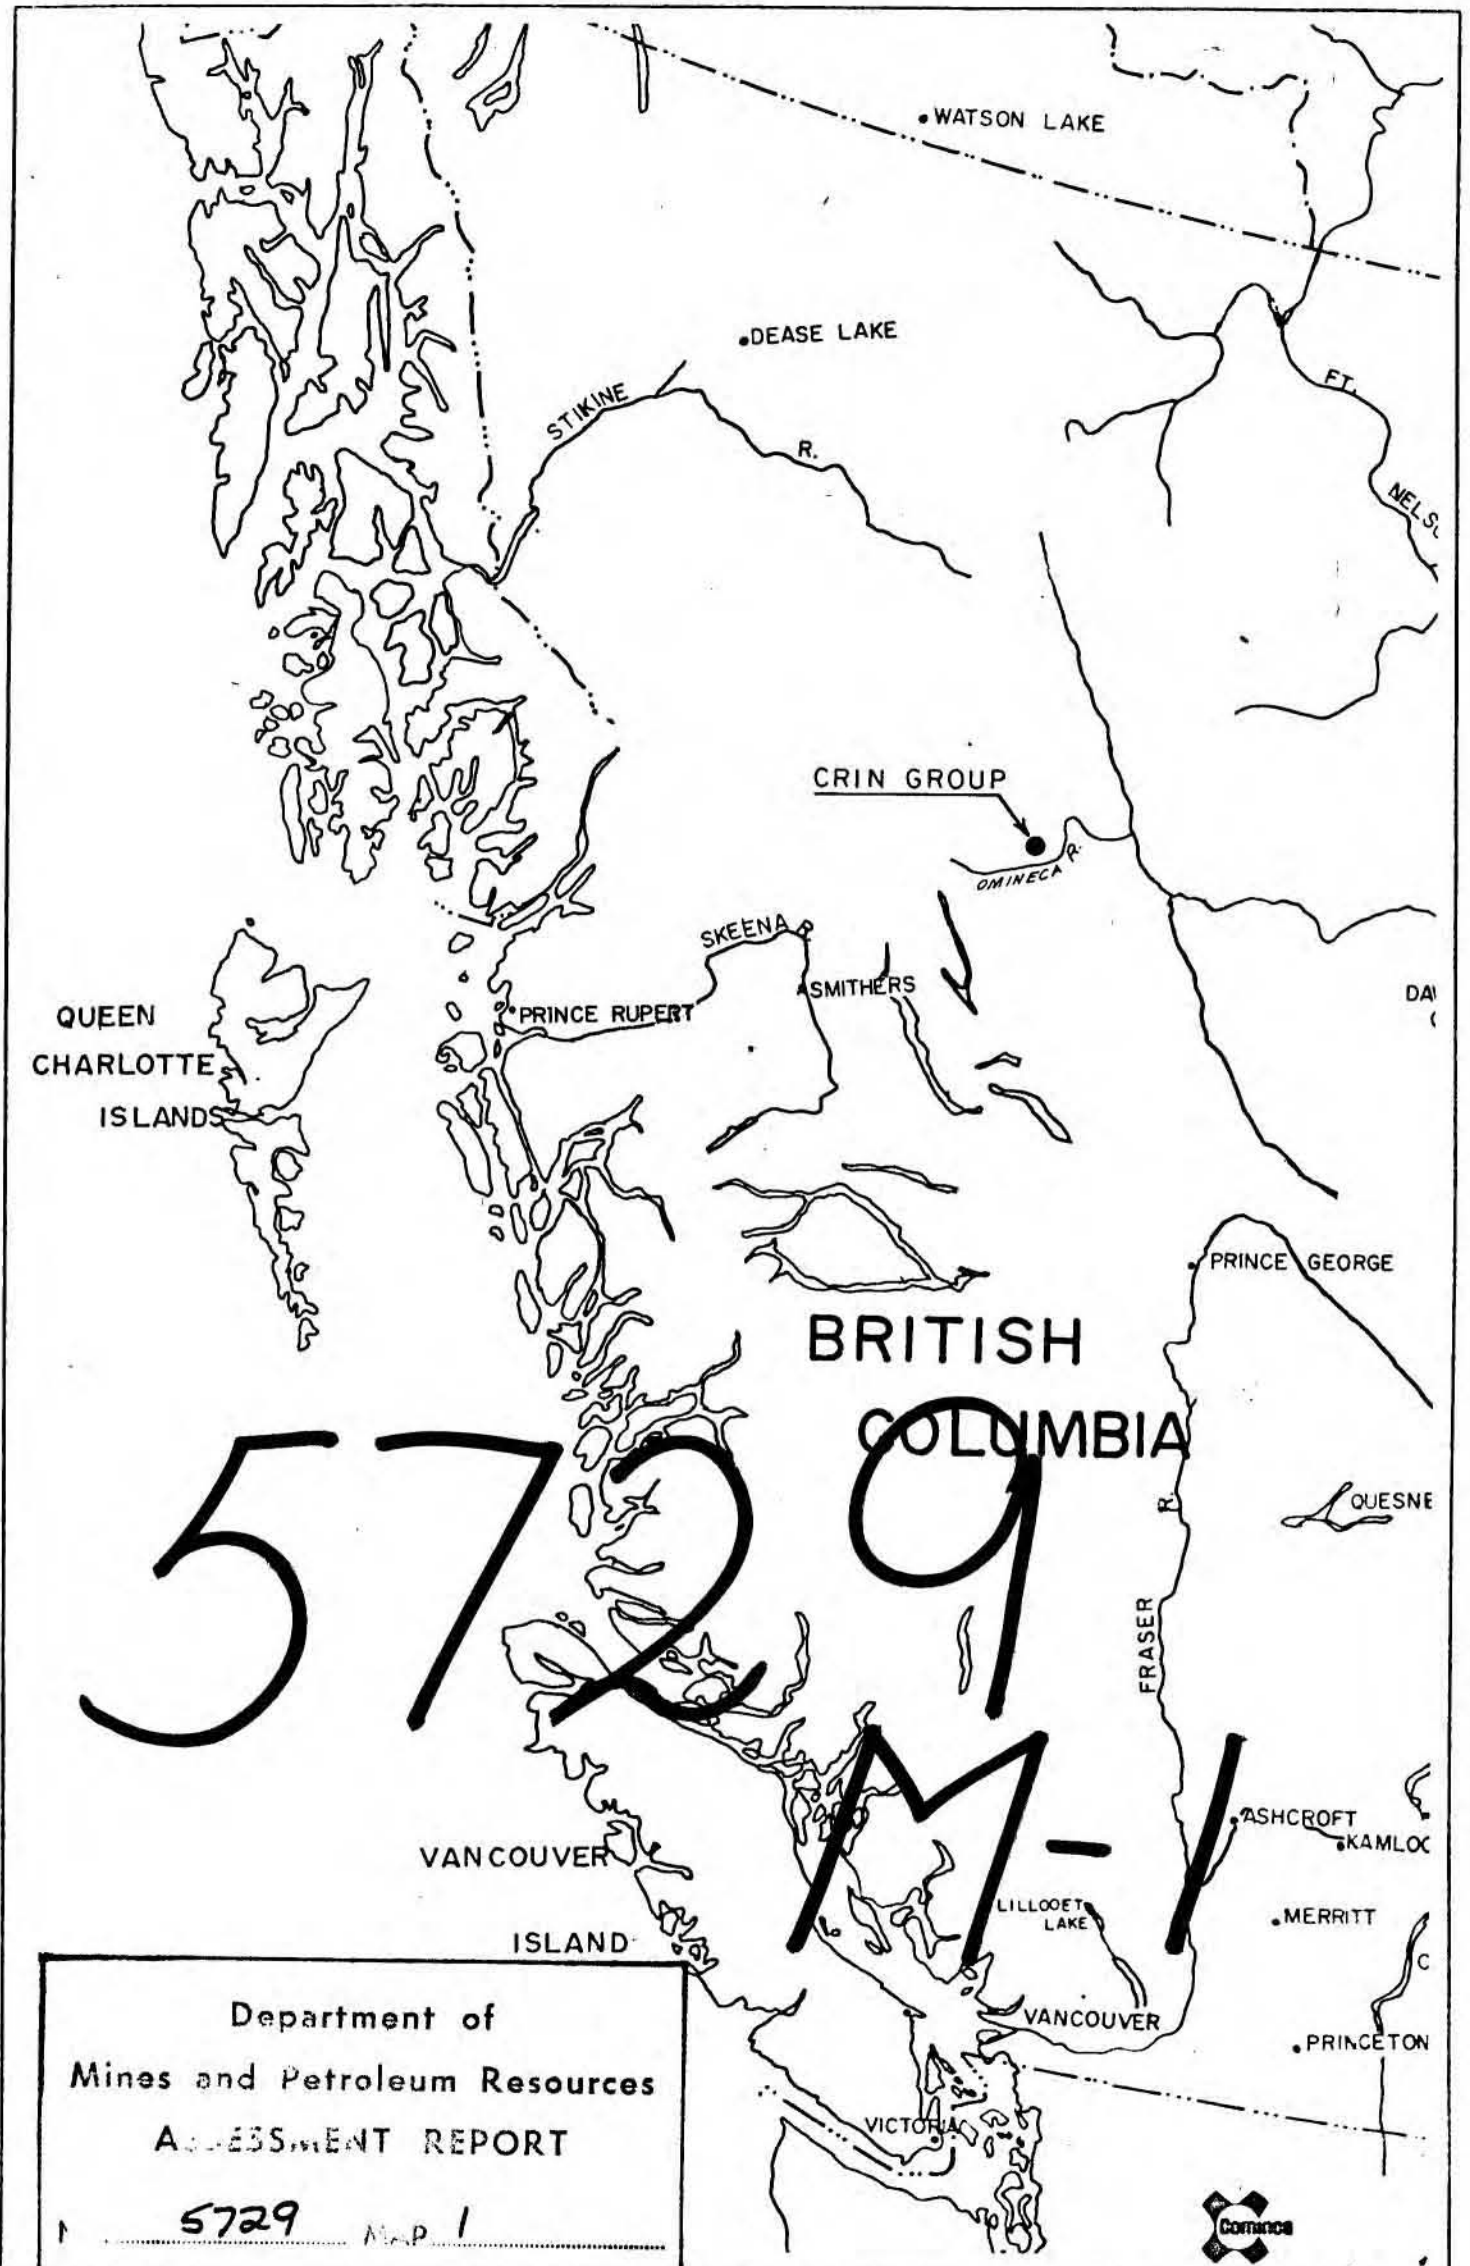 WATSON LAKE
DEASE LAKE
STIKINE
R.
FT.
CRIN GROUP
OMINECA R.
SKEENA R.
SMITHERS
PRINCE RUPERT
QUEEN
CHARLOTTE
ISLANDS
PRINCE GEORGE
BRITISH
COLUMBIA
5729
R.
QUESNE
FRASER
M-1
ASHCROFT
KAMLOC
VANCOUVER
ISLAND
LILLOOET
LAKE
MERRITT
VANCOUVER
PRINCETON
VICTORIA
Department of
Mines and Petroleum Resources
ASSESSMENT REPORT
5729 MAP 1
Cominco